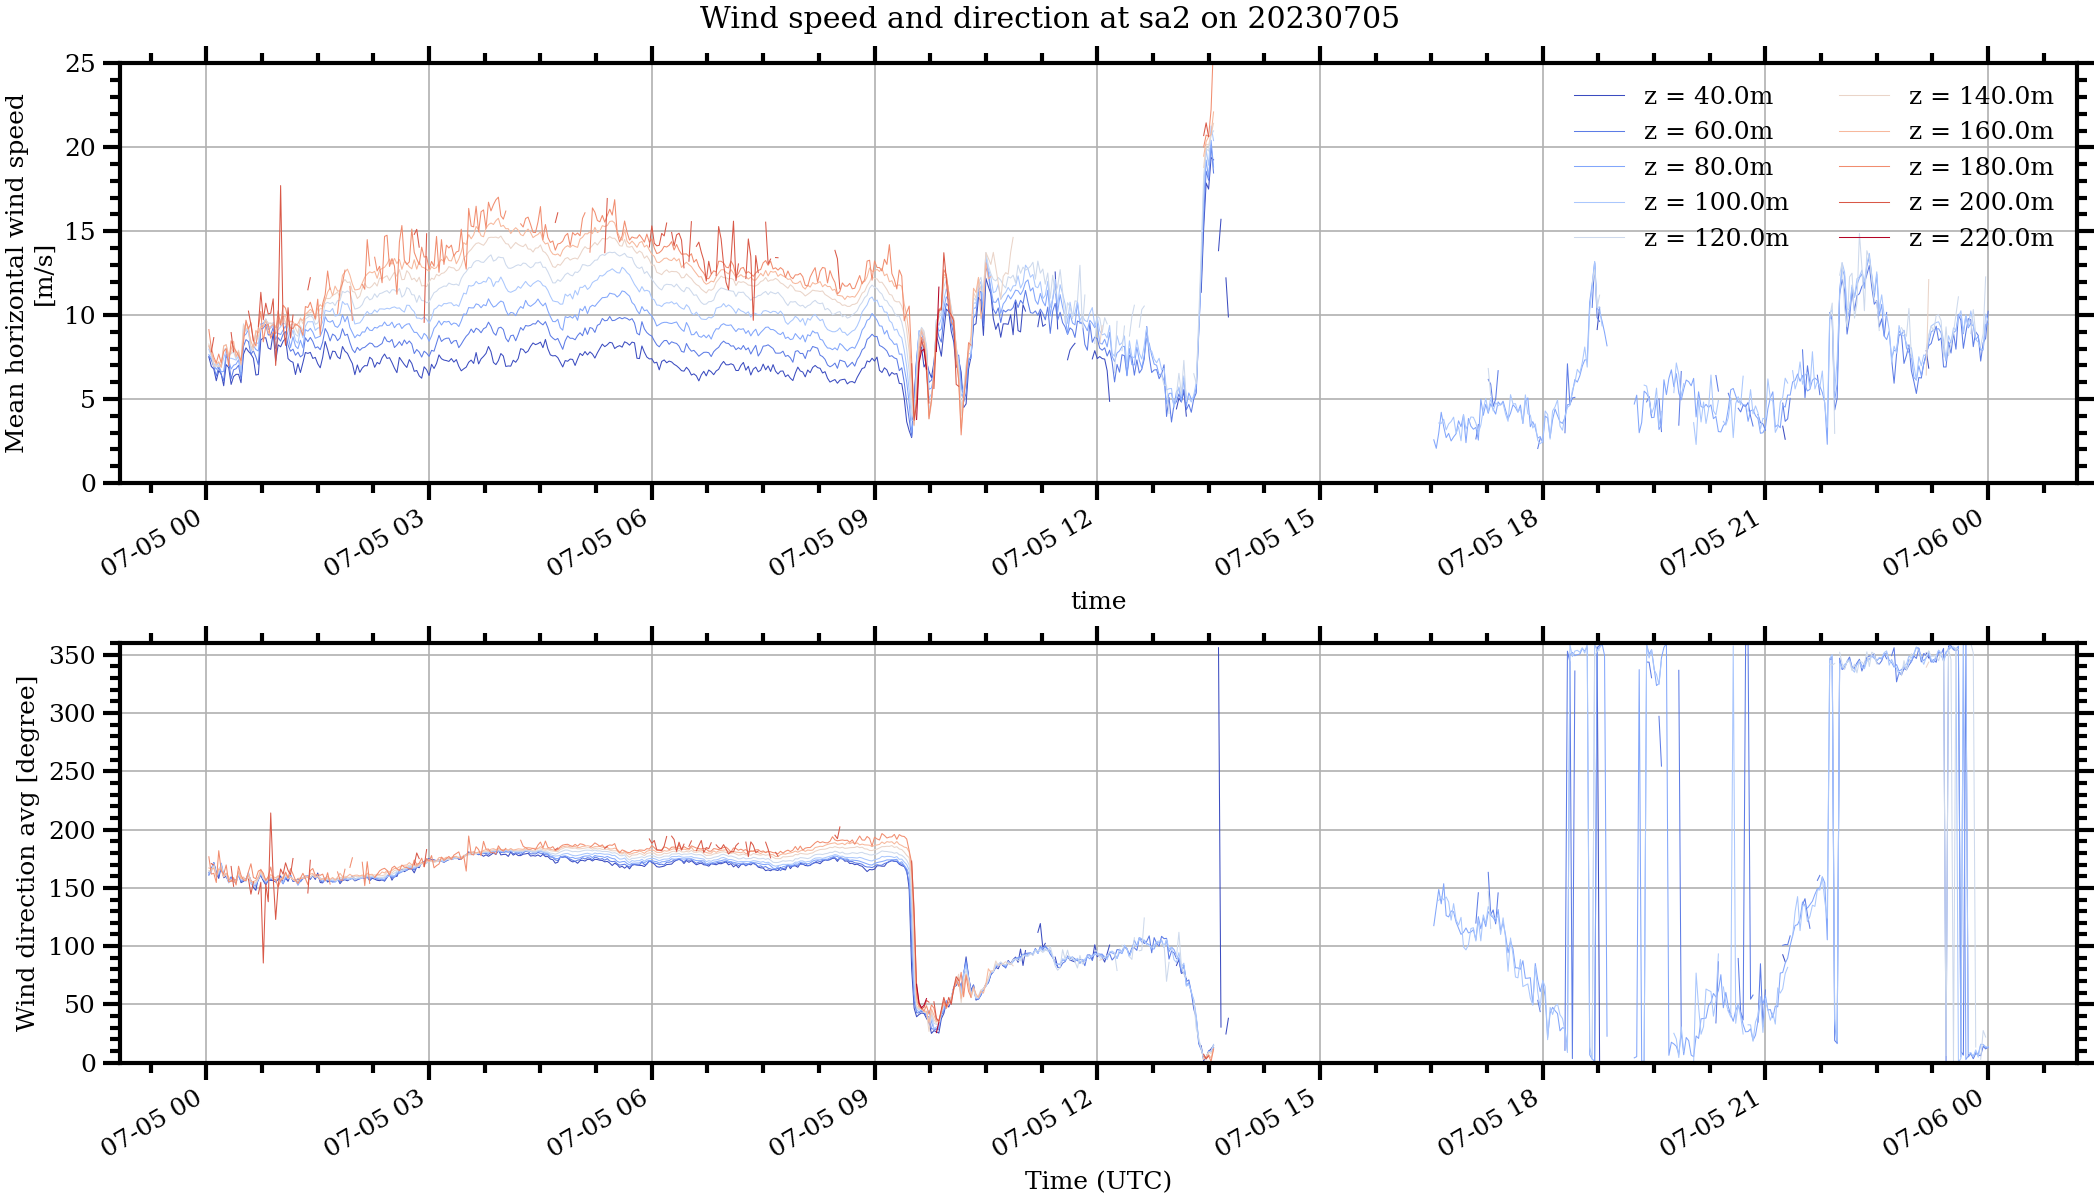 Wind speed and direction at sa2 on 20230705
Mean horizontal wind speed
[m/s]
25
20
15
10
5
0
z = 40.0m
z = 60.0m
z = 80.0m
z = 100.0m
z = 120.0m
z = 140.0m
z = 160.0m
z = 180.0m
z = 200.0m
z = 220.0m
07-05 00
07-05 03
07-05 06
07-05 09
07-05 12
07-05 15
07-05 18
07-05 21
07-06 00
time
Wind direction avg [degree]
350
300
250
200
150
100
50
0
07-05 00
07-05 03
07-05 06
07-05 09
07-05 12
07-05 15
07-05 18
07-05 21
07-06 00
Time (UTC)